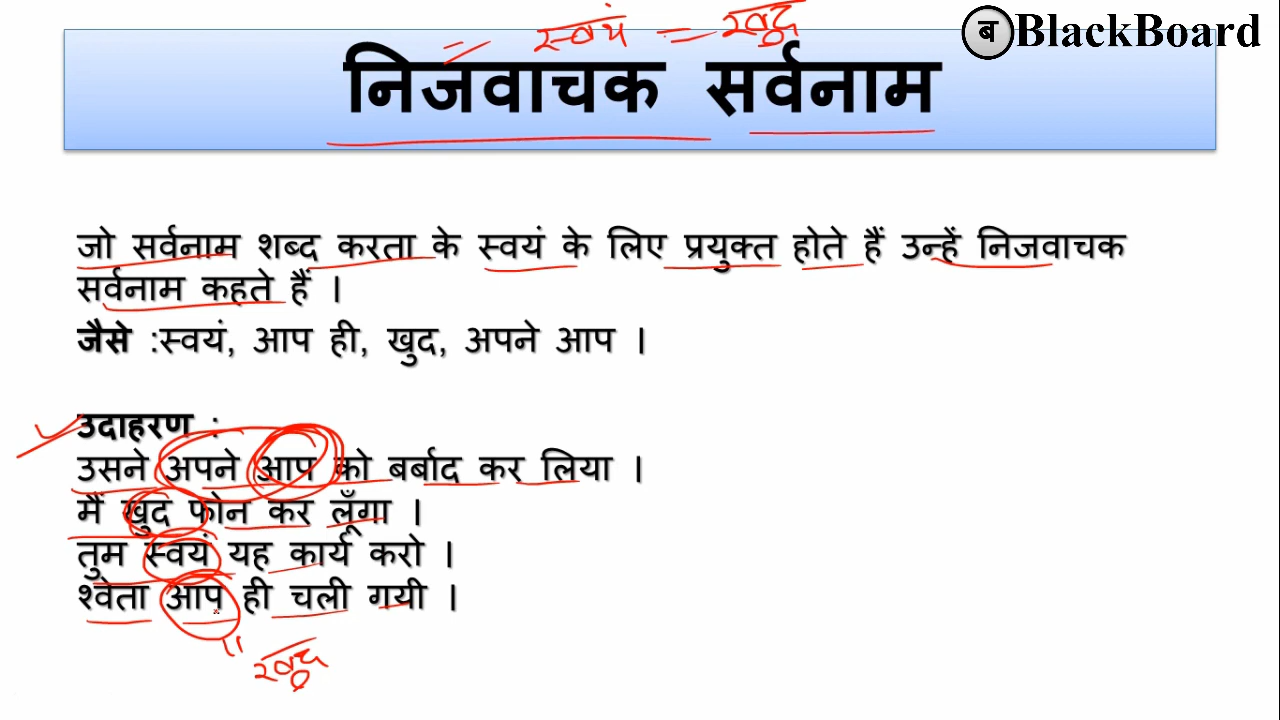 स्वयं = खुद
ब BlackBoard
निजवाचक सर्वनाम
जो सर्वनाम शब्द करता के स्वयं के लिए प्रयुक्त होते हैं उन्हें निजवाचक
सर्वनाम कहते हैं ।
जैसे :स्वयं, आप ही, खुद, अपने आप ।
उदाहरण :
उसने अपने आप को बर्बाद कर लिया ।
मैं खुद फोन कर लूँगा ।
तुम स्वयं यह कार्य करो ।
श्वेता आप ही चली गयी ।
खुद